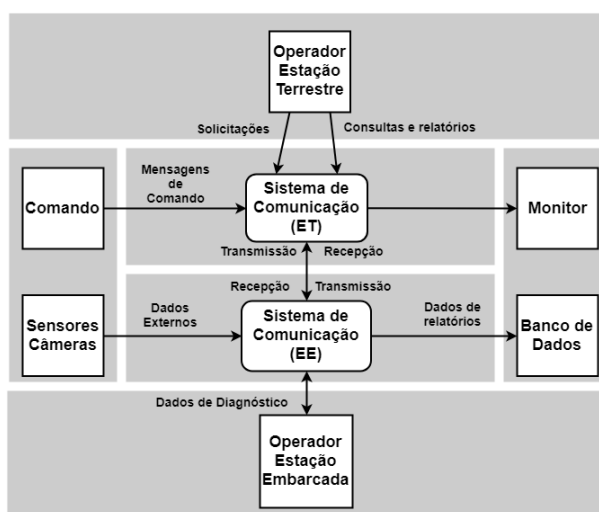 Operador
Estação
Terrestre
Solicitações
Consultas e relatórios
Mensagens
de
Comando
Comando
Sistema de
Comunicação
(ET)
Monitor
Transmissão
Recepção
Recepção
Transmissão
Sensores
Câmeras
Dados
Externos
Sistema de
Comunicação
(EE)
Dados de
relatórios
Banco de
Dados
Dados de Diagnóstico
Operador
Estação
Embarcada